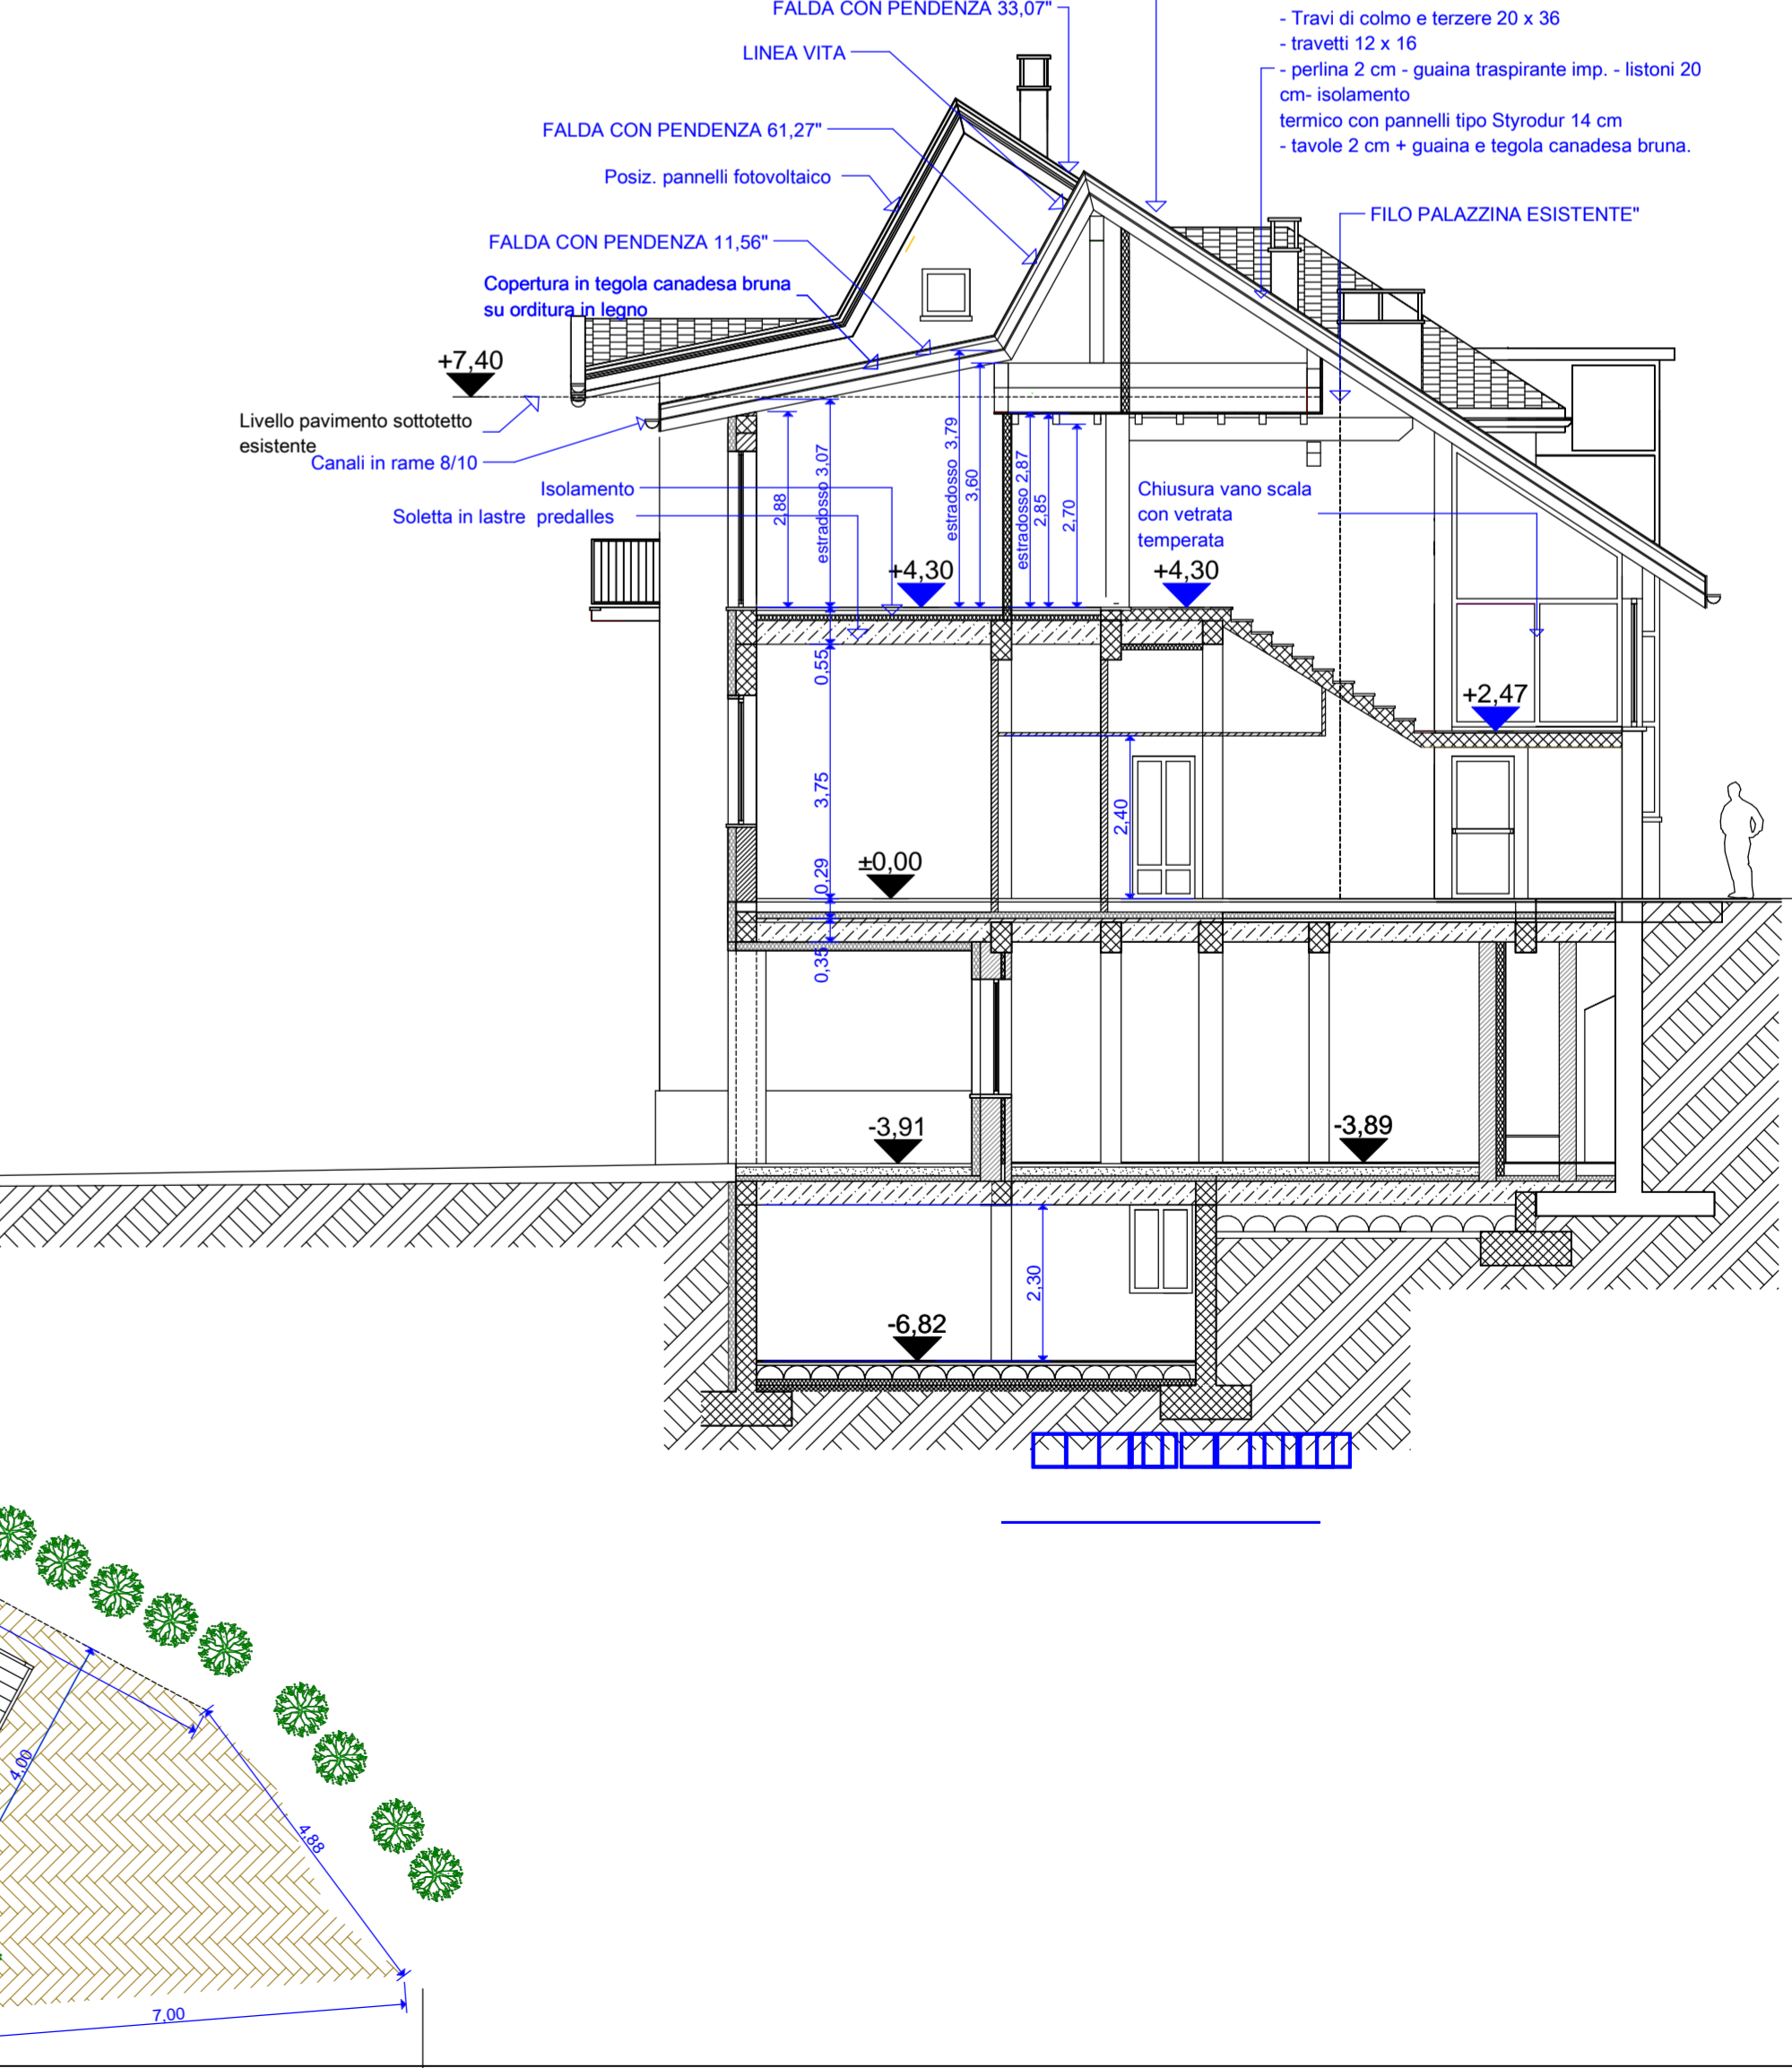 FALDA CON PENDENZA 33,07"
- Travi di colmo e terzere 20 x 36
- travetti 12 x 16
- perlina 2 cm - guaina traspirante imp. - listoni 20
cm- isolamento
termico con pannelli tipo Styrodur 14 cm
- tavole 2 cm + guaina e tegola canadesa bruna.
LINEA VITA
FALDA CON PENDENZA 61,27"
Posiz. pannelli fotovoltaico
FILO PALAZZINA ESISTENTE"
FALDA CON PENDENZA 11,56"
Copertura in tegola canadesa bruna
su orditura in legno
+7,40
Livello pavimento sottotetto
esistente
Canali in rame 8/10
Isolamento
Soletta in lastre predalles
2,88
estradosso 3,07
estradosso 3,79
3,60
estradosso 2,87
2,85
2,70
Chiusura vano scala
con vetrata
temperata
+4,30
+4,30
0,55
+2,47
3,75
2,40
±0,00
0,29
0,35
-3,91
-3,89
2,30
-6,82
4,00
4,88
7,00